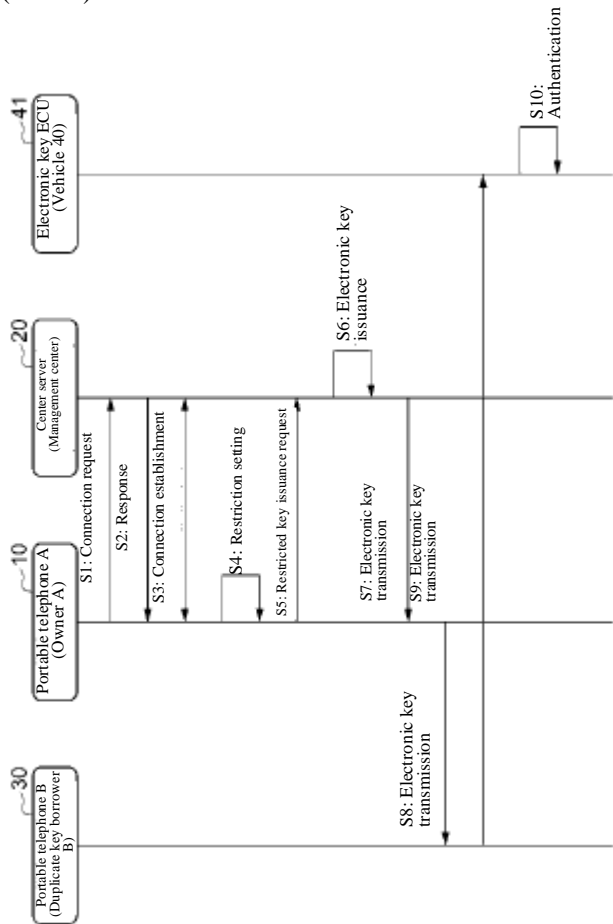 30
Portable telephone B
(Duplicate key borrower
B)
10
Portable telephone A
(Owner A)
20
Center server
(Management center)
41
Electronic key ECU
(Vehicle 40)
S1: Connection request
S2: Response
S3: Connection establishment
S4: Restriction setting
S5: Restricted key issuance request
S6: Electronic key
issuance
S7: Electronic key
transmission
S8: Electronic key
transmission
S9: Electronic key
transmission
S10:
Authentication